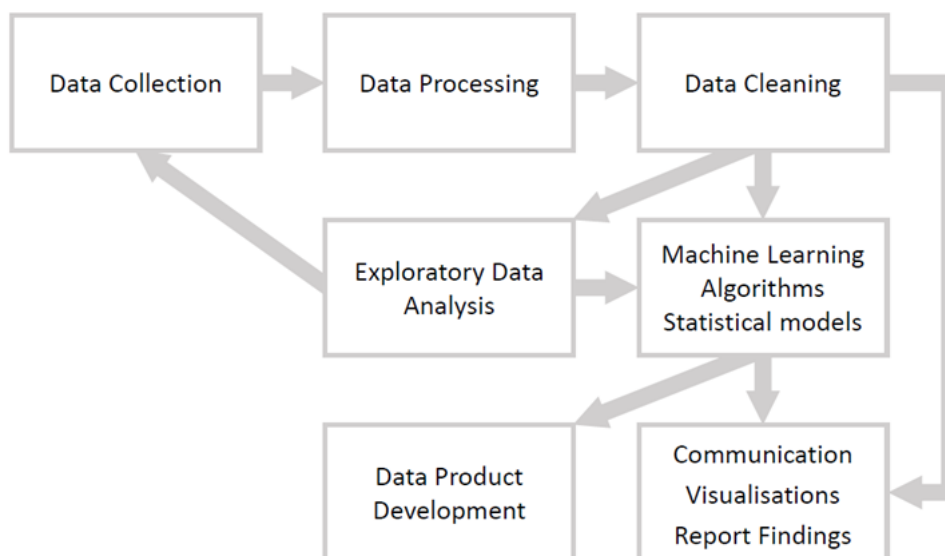 Data Collection
Data Processing
Data Cleaning
Exploratory Data
Analysis
Machine Learning
Algorithms
Statistical models
Data Product
Development
Communication
Visualisations
Report Findings